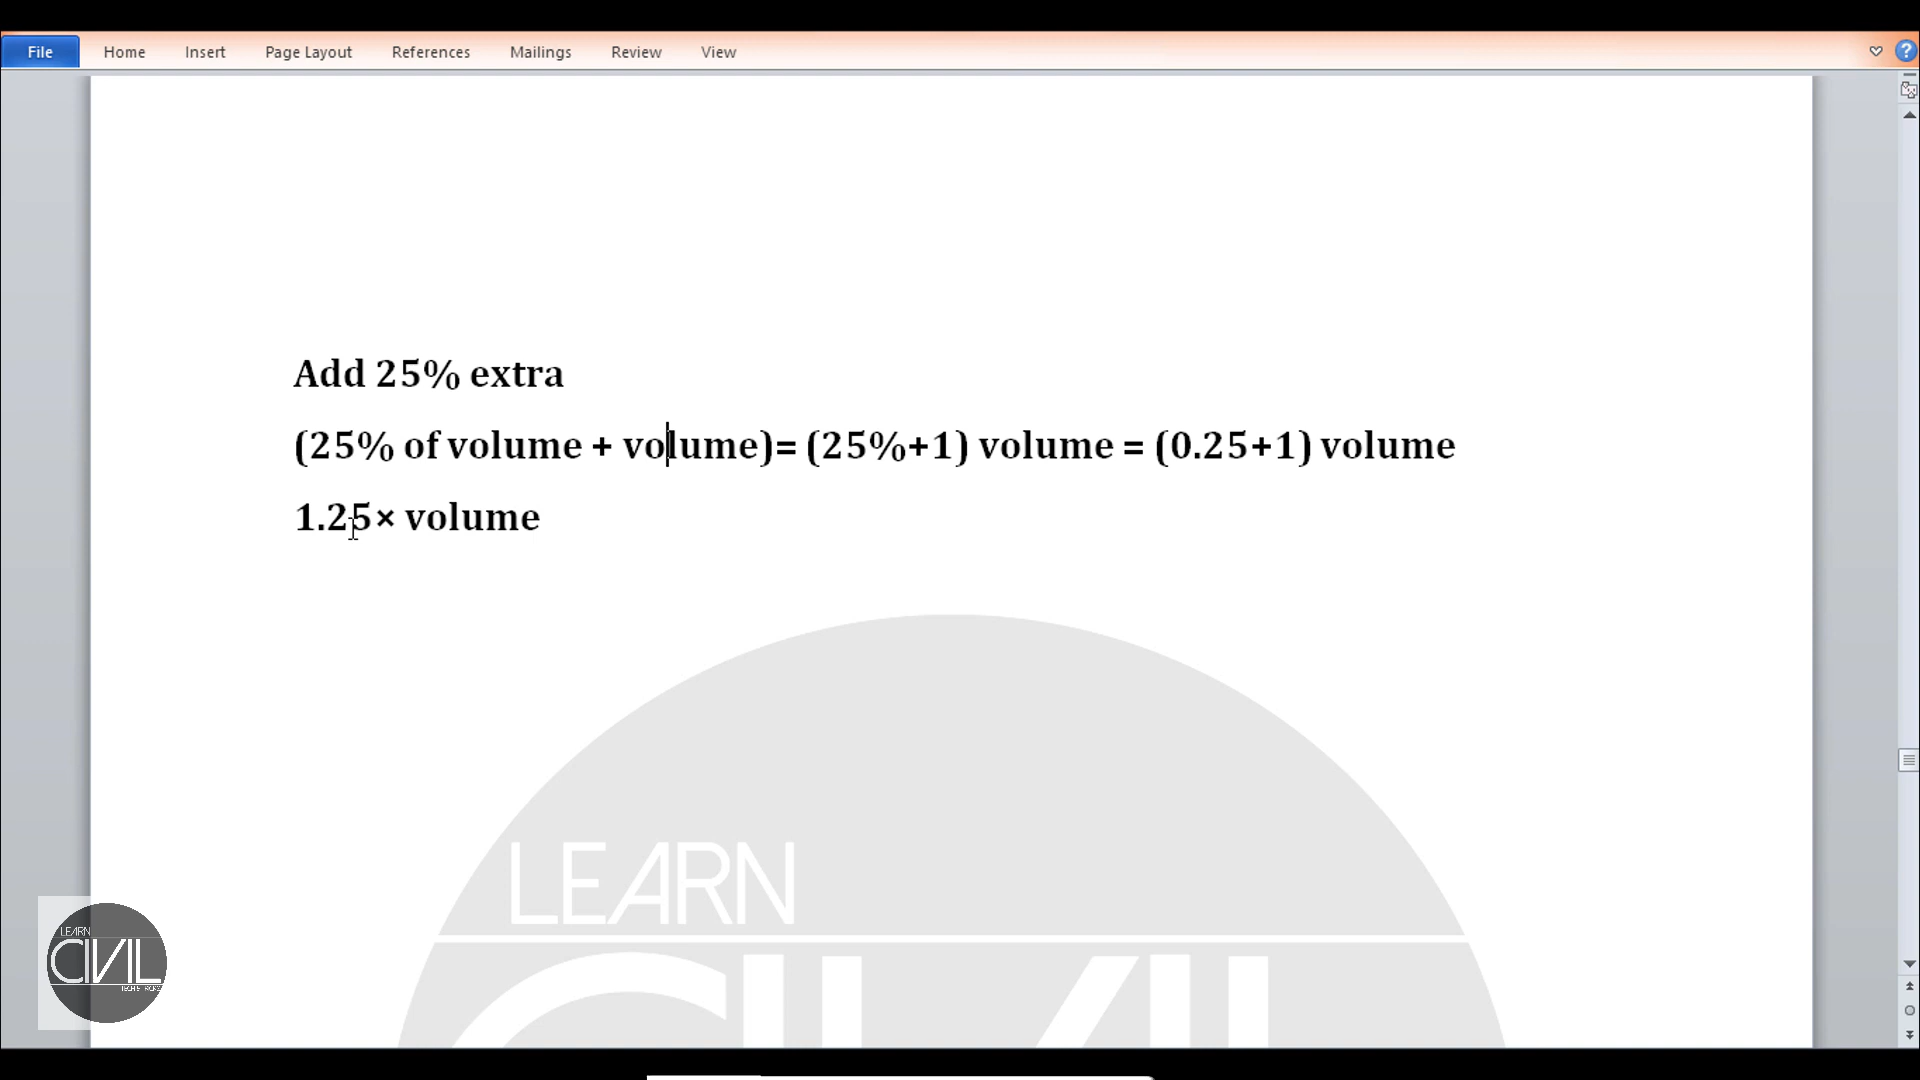 File Home Insert Page Layout References Mailings Review View
Add 25% extra
(25% of volume + volume)= (25%+1) volume = (0.25+1) volume
1.25× volume
LEARN
CIVIL
LEARN
CIVIL